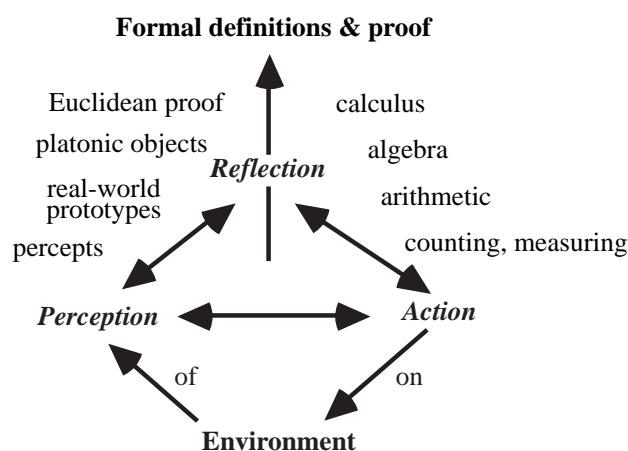 Formal definitions & proof
Euclidean proof
calculus
platonic objects
algebra
Reflection
real-world
prototypes
arithmetic
percepts
counting, measuring
Perception
Action
of
on
Environment